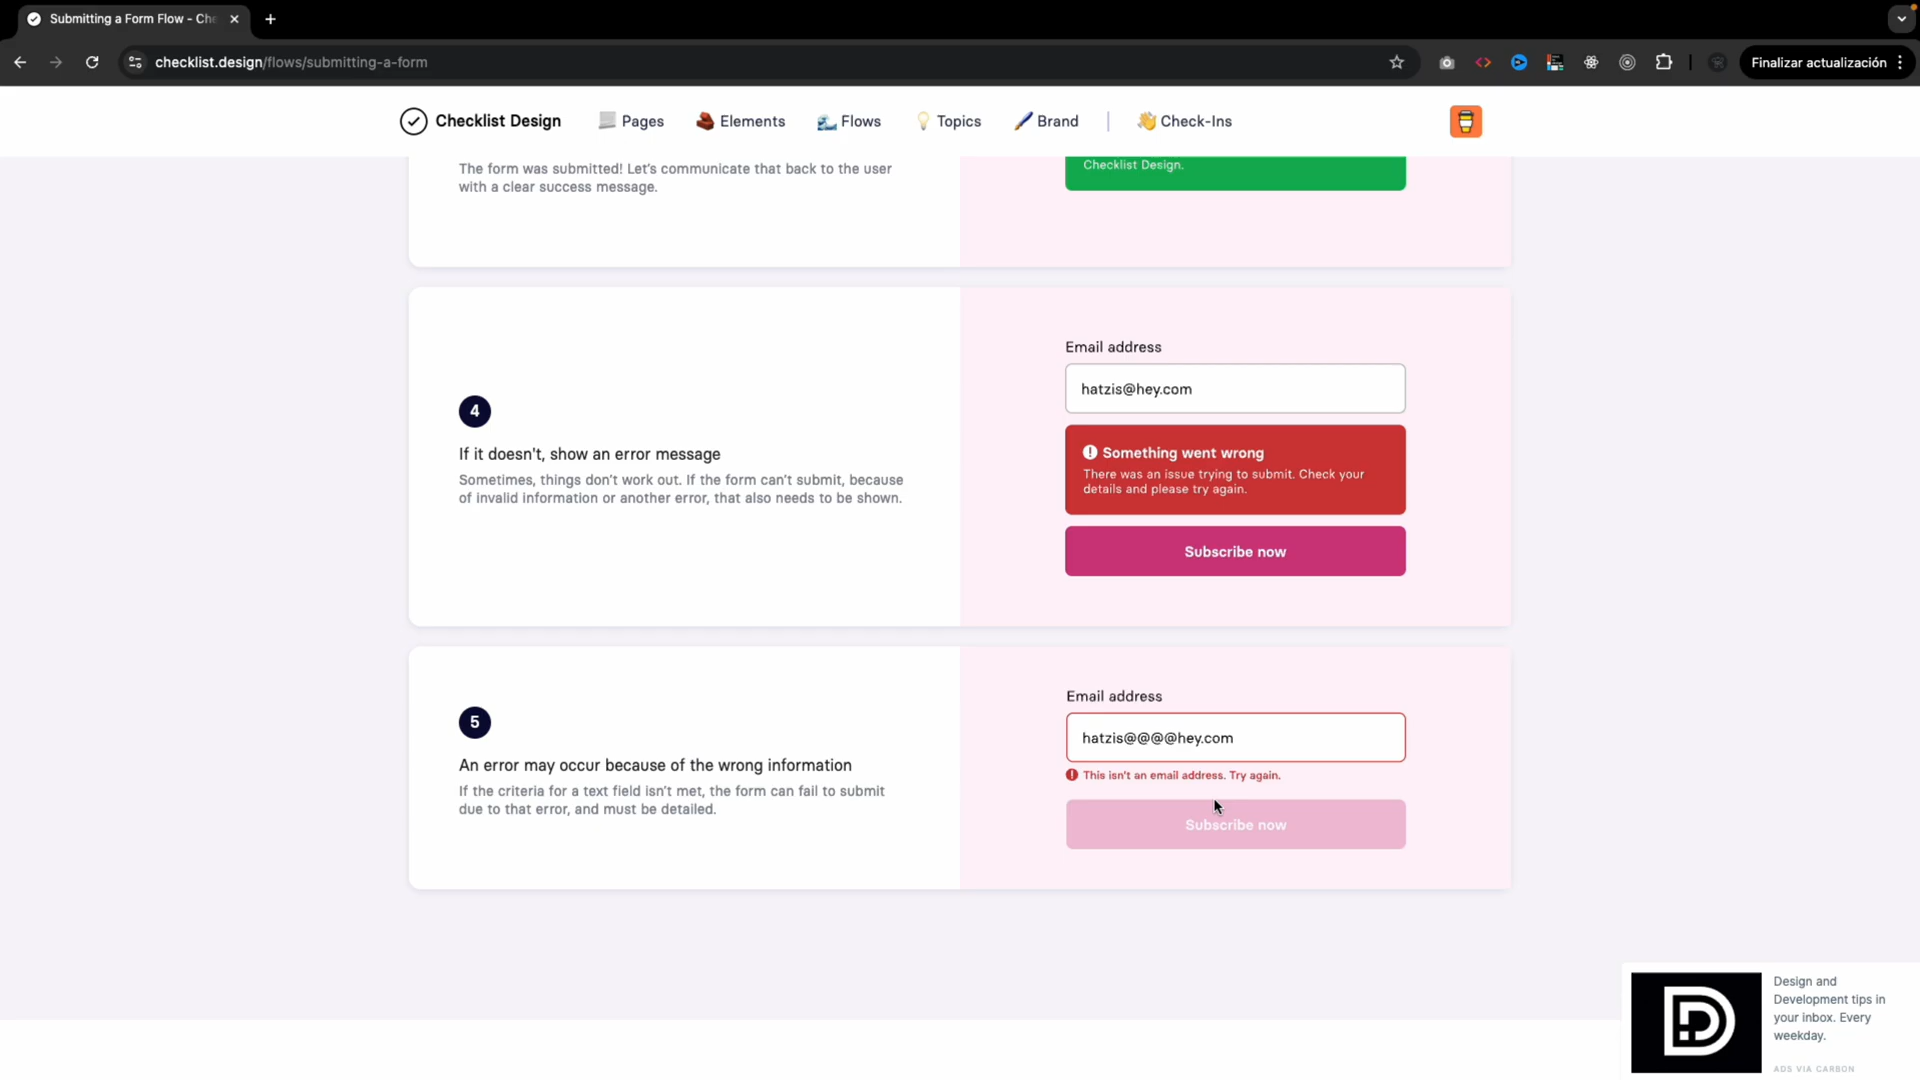 Submitting a Form Flow - Che
checklist.design/flows/submitting-a-form
Finalizar actualización
Checklist Design
Pages
Elements
Flows
Topics
Brand
Check-Ins
The form was submitted! Let's communicate that back to the user
with a clear success message.
Checklist Design.
4
If it doesn't, show an error message
Sometimes, things don't work out. If the form can't submit, because
of invalid information or another error, that also needs to be shown.
Email address
hatzis@hey.com
Something went wrong
There was an issue trying to submit. Check your
details and please try again.
Subscribe now
5
An error may occur because of the wrong information
If the criteria for a text field isn't met, the form can fail to submit
due to that error, and must be detailed.
Email address
hatzis@@@@hey.com
This isn't an email address. Try again.
Subscribe now
Design and
Development tips in
your inbox. Every
weekday.
ADS VIA CARBON